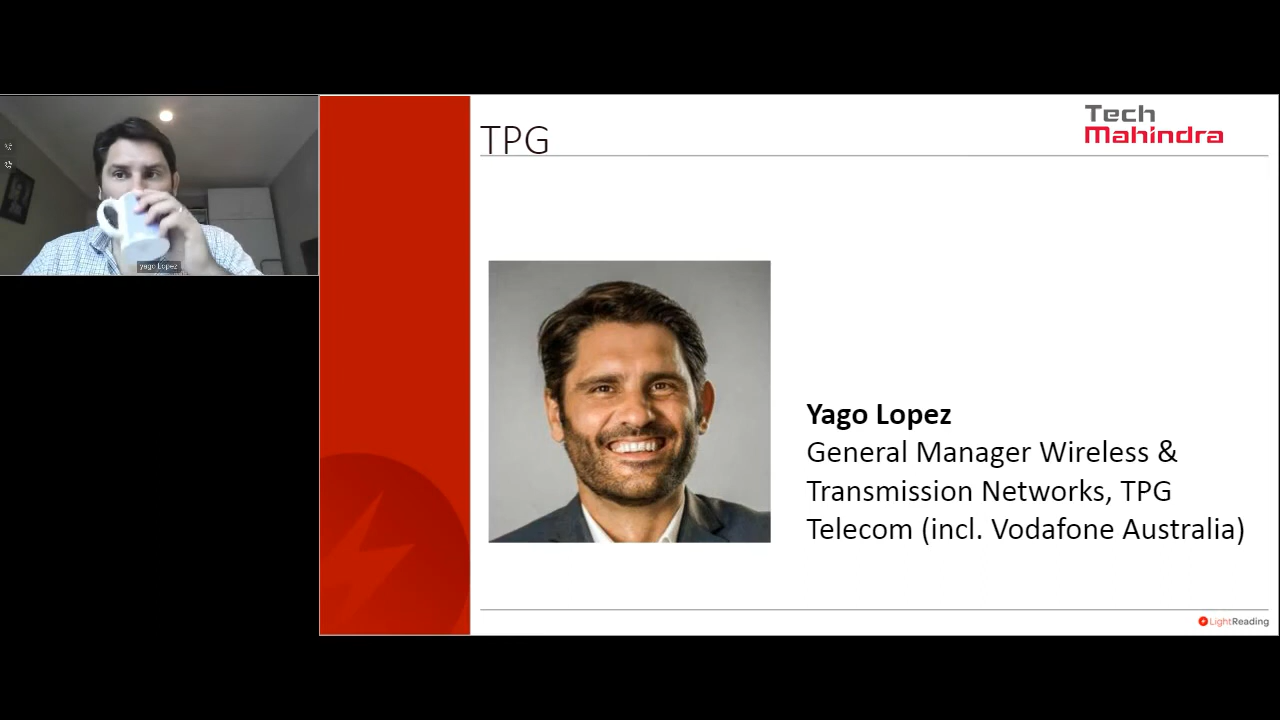 yago Lopez
TPG
Tech
Mahindra
Yago Lopez
General Manager Wireless &
Transmission Networks, TPG
Telecom (incl. Vodafone Australia)
LightReading